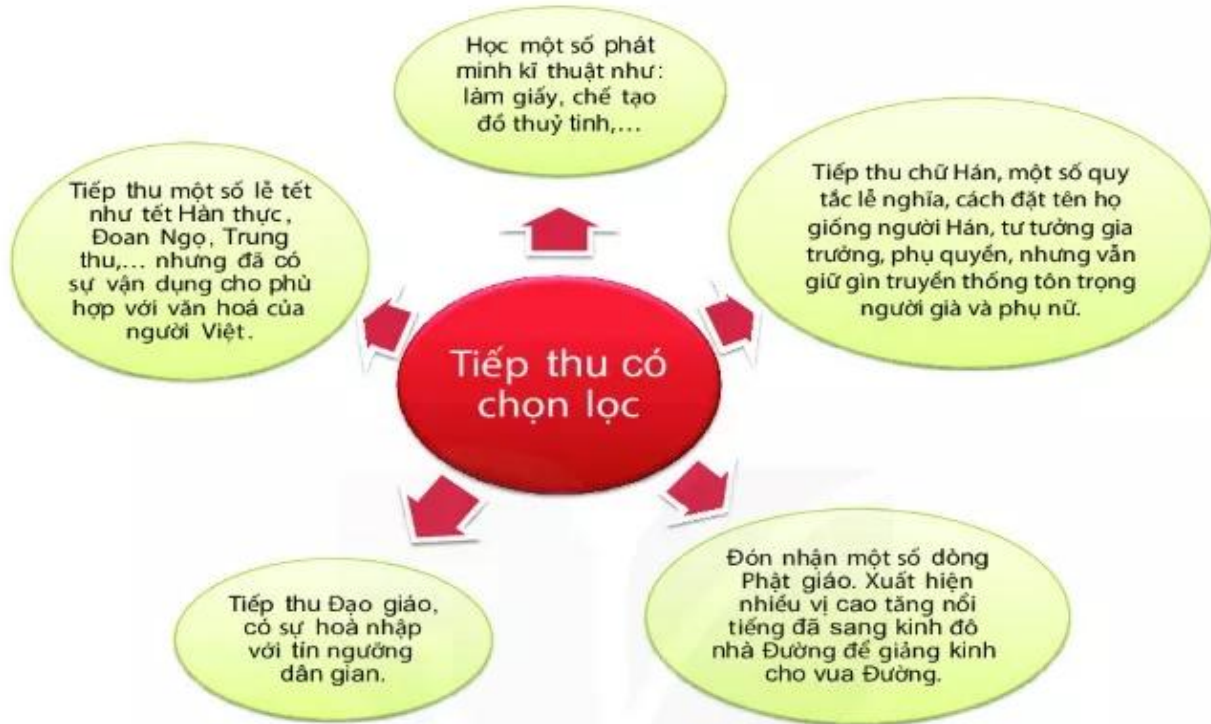 Học một số phát
minh kĩ thuật như:
làm giấy, chế tạo
đồ thuỷ tinh,...
Tiếp thu một số lễ tết
như tết Hàn thực,
Đoan Ngọ, Trung
thu,... nhưng đã có
sự vận dụng cho phù
hợp với văn hoá của
người Việt.
Tiếp thu chữ Hán, một số quy
tắc lễ nghĩa, cách đặt tên họ
giống người Hán, tư tưởng gia
trưởng, phụ quyền, nhưng vẫn
giữ gìn truyền thống tôn trọng
người già và phụ nữ.
Tiếp thu có
chọn lọc
Tiếp thu Đạo giáo,
có sự hoà nhập
với tín ngưỡng
dân gian.
Đón nhận một số dòng
Phật giáo. Xuất hiện
nhiều vị cao tăng nổi
tiếng đã sang kinh đô
nhà Đường để giảng kinh
cho vua Đường.